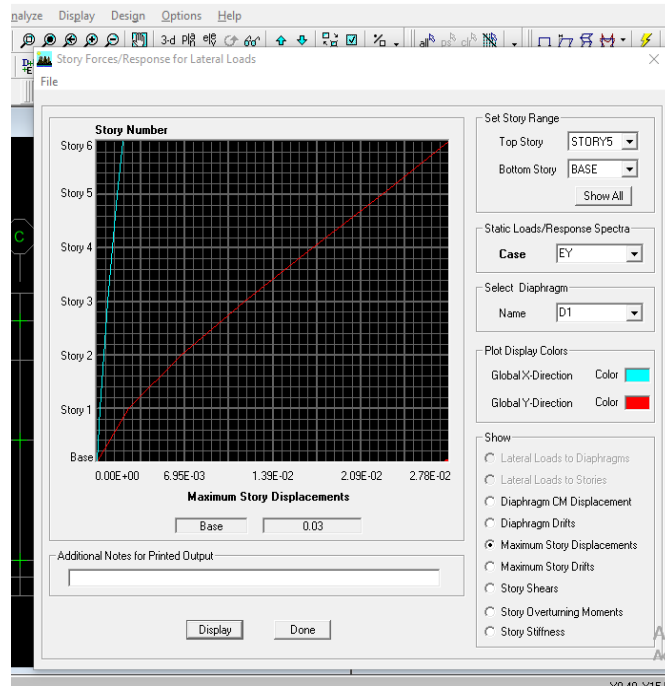 nalyze Display Design Options Help
3-d
Story Forces/Response for Lateral Loads
File
Story Number
Story 6
Story 5
Story 4
Story 3
Story 2
Story 1
Base
0.00E+00 6.95E-03 1.39E-02 2.09E-02 2.78E-02
Maximum Story Displacements
Base 0.03
Additional Notes for Printed Output
Display Done
Set Story Range
Top Story STORY5
Bottom Story BASE
Show All
Static Loads/Response Spectra
Case EY
Select Diaphragm
Name D1
Plot Display Colors
Global X-Direction Color
Global Y-Direction Color
Show
Lateral Loads to Diaphragms
Lateral Loads to Stories
Diaphragm CM Displacement
Diaphragm Drifts
Maximum Story Displacements
Maximum Story Drifts
Story Shears
Story Overturning Moments
Story Stiffness
C